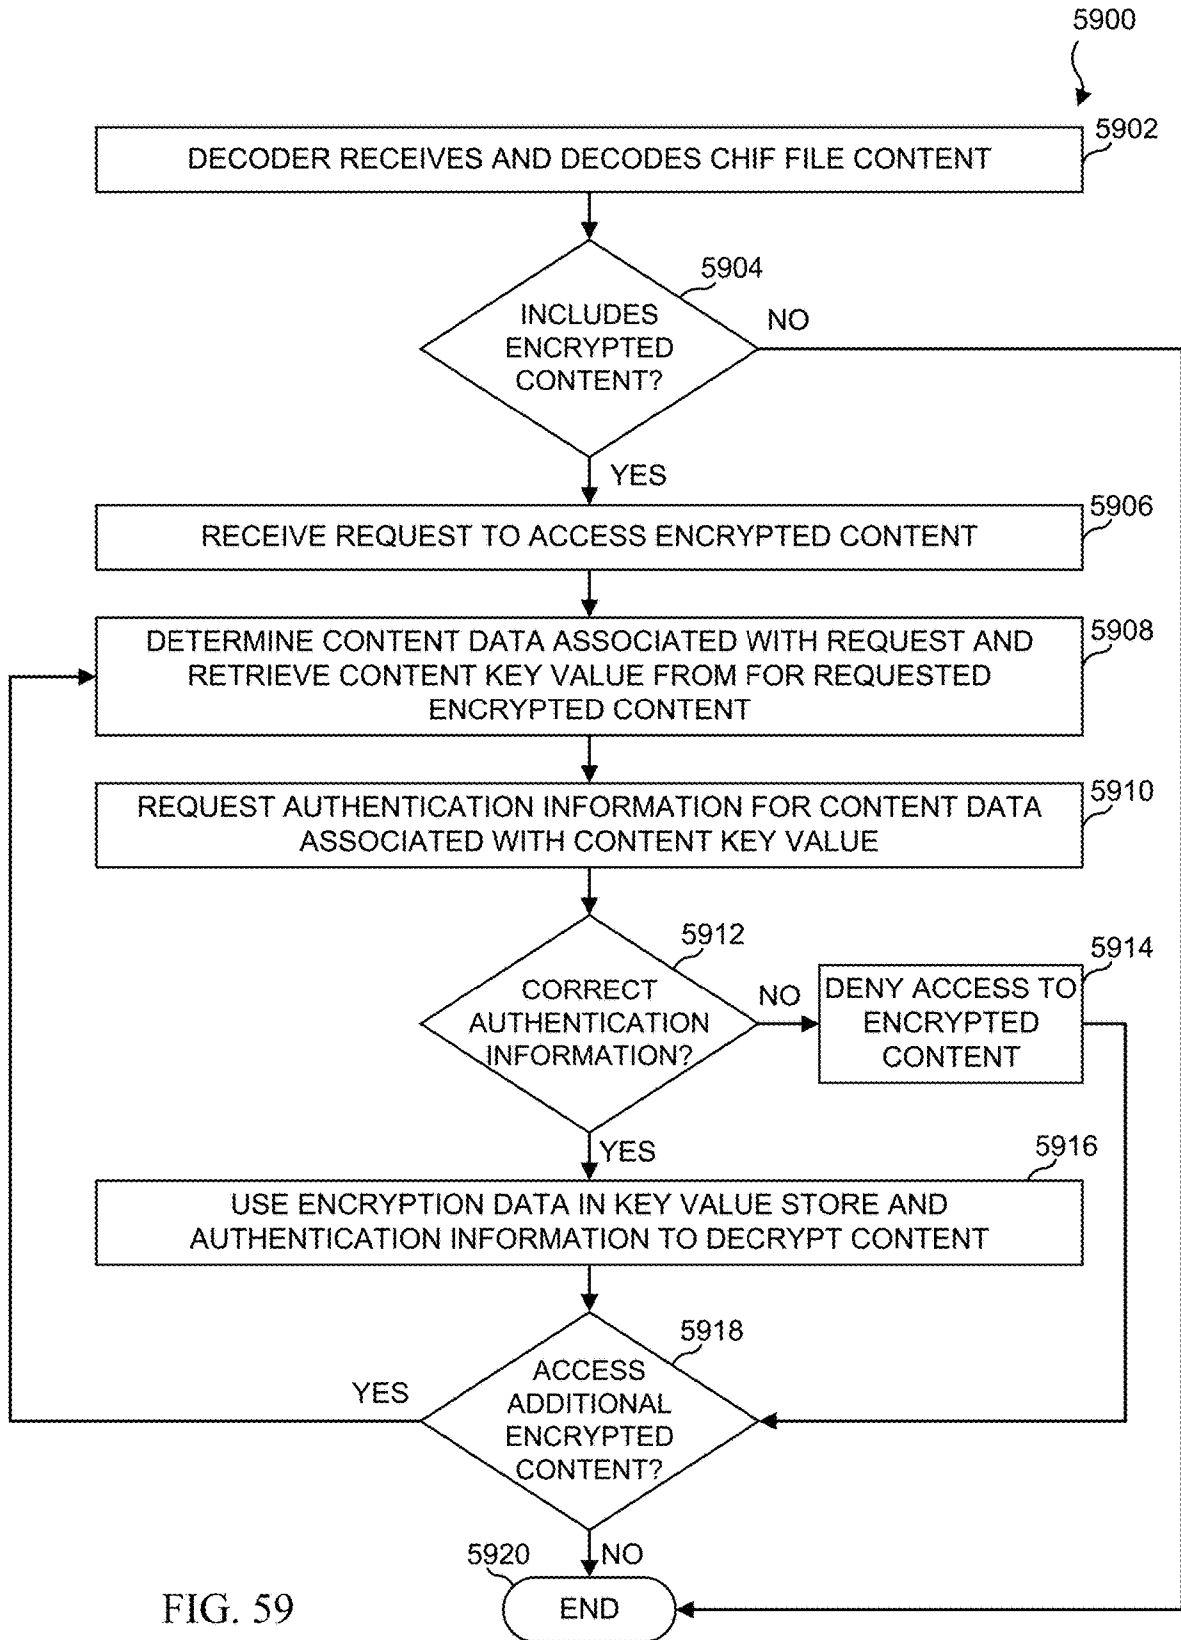 5900
5902
DECODER RECEIVES AND DECODES CHIF FILE CONTENT
5904
INCLUDES
ENCRYPTED
CONTENT?
NO
YES
5906
RECEIVE REQUEST TO ACCESS ENCRYPTED CONTENT
5908
DETERMINE CONTENT DATA ASSOCIATED WITH REQUEST AND
RETRIEVE CONTENT KEY VALUE FROM FOR REQUESTED
ENCRYPTED CONTENT
5910
REQUEST AUTHENTICATION INFORMATION FOR CONTENT DATA
ASSOCIATED WITH CONTENT KEY VALUE
5912
CORRECT
AUTHENTICATION
INFORMATION?
NO
5914
DENY ACCESS TO
ENCRYPTED
CONTENT
YES
5916
USE ENCRYPTION DATA IN KEY VALUE STORE AND
AUTHENTICATION INFORMATION TO DECRYPT CONTENT
5918
ACCESS
ADDITIONAL
ENCRYPTED
CONTENT?
YES
NO
5920
END
FIG. 59